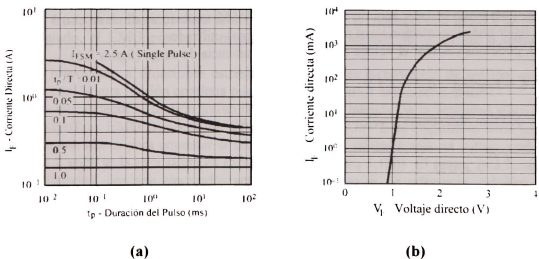 10¹
I_FSM = 2.5 A ( Single Pulse )
t_p/T = 0.01
10⁰
0.05
0.1
0.5
1.0
10⁻¹
10⁻² 10⁻¹ 10⁰ 10¹ 10²
t_p - Duración del Pulso (ms)
I_F - Corriente Directa (A)
(a)
10⁴
10³
10²
10¹
10⁰
10⁻¹
0 1 2 3 4
V_F Voltaje directo (V)
I_F Corriente directa (mA)
(b)